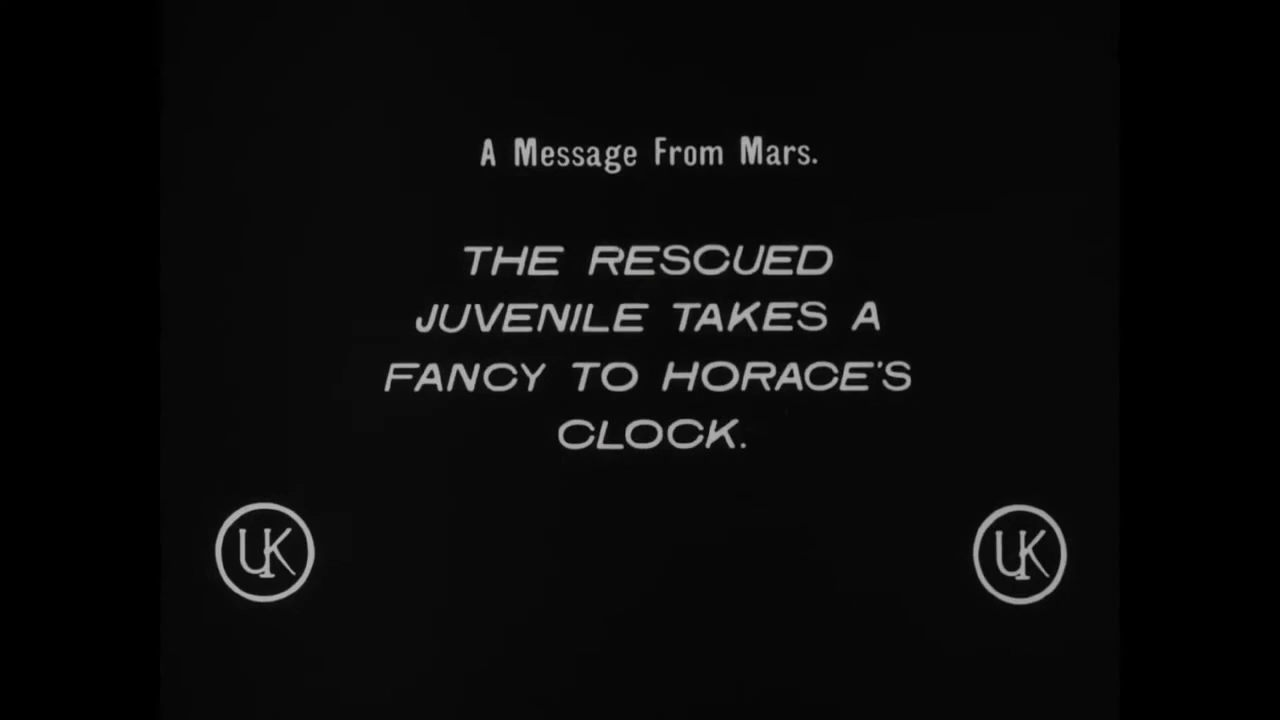 A Message From Mars.
THE RESCUED
JUVENILE TAKES A
FANCY TO HORACE'S
CLOCK.
UK UK